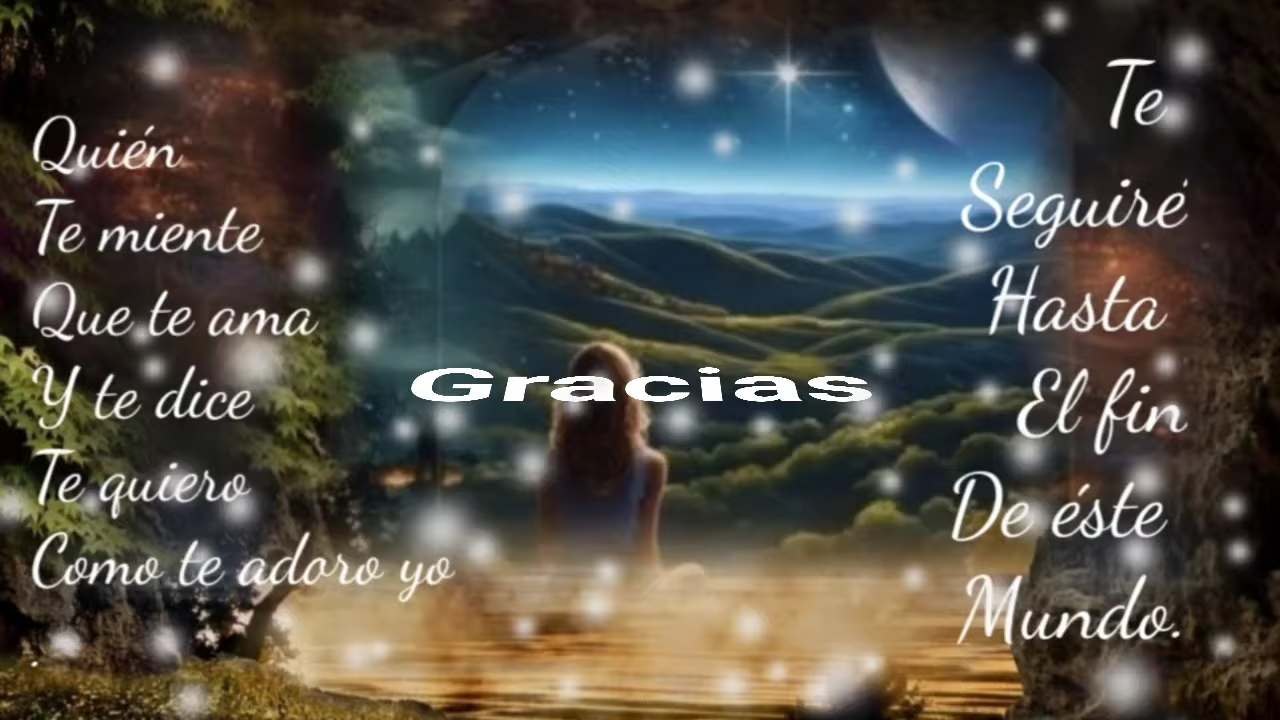 Quién
Te miente
Que te ama
Y te dice
Te quiero
Como te adoro yo
.
Gracias
Te
Seguiré
Hasta
El fin
De éste
Mundo.